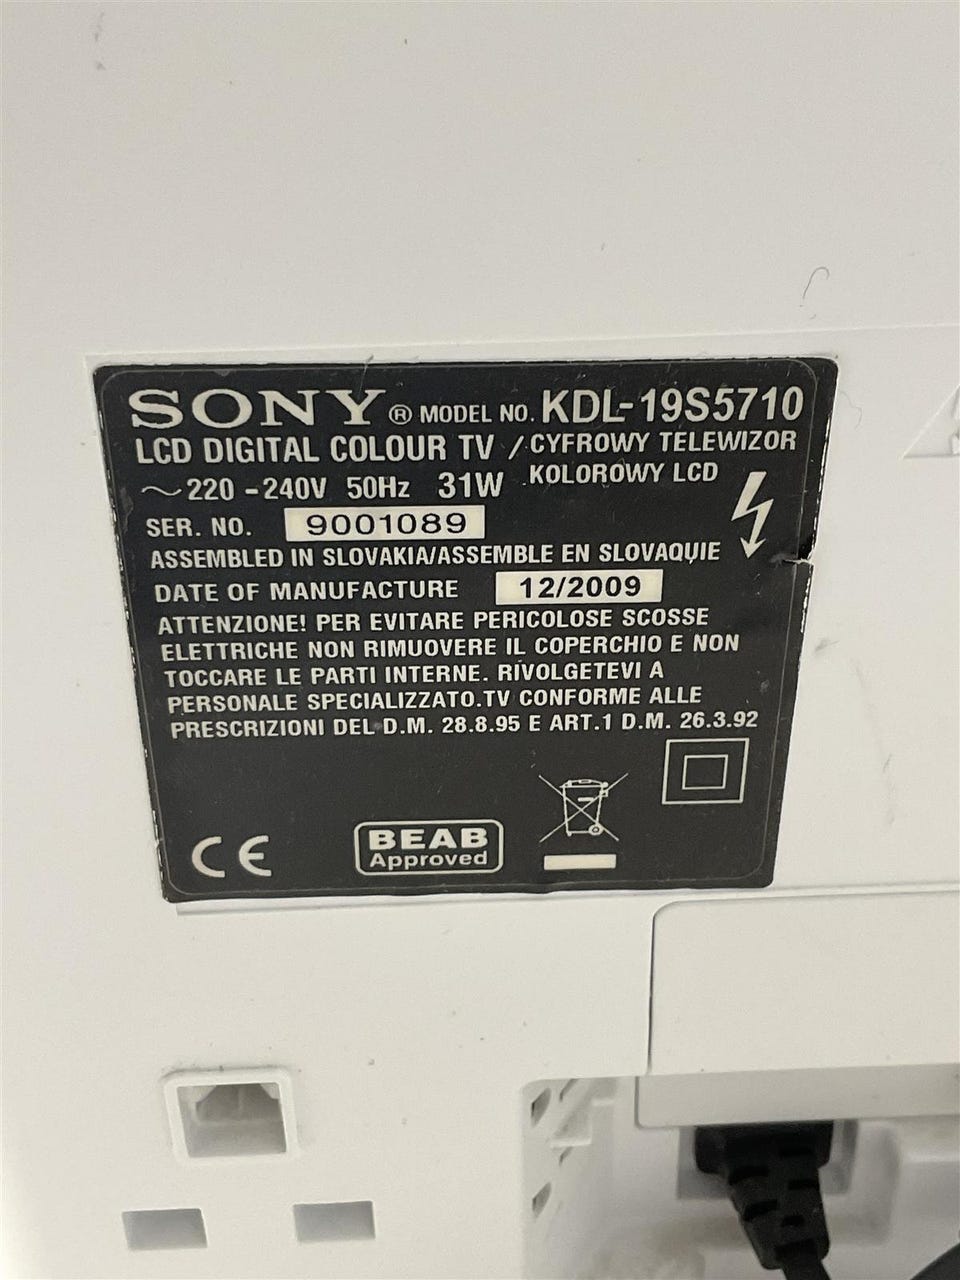 SONY® MODEL NO. KDL-19S5710
LCD DIGITAL COLOUR TV / CYFROWY TELEWIZOR
KOLOROWY LCD
~220-240V 50Hz 31W
SER. NO. 9001089
ASSEMBLED IN SLOVAKIA/ASSEMBLE EN SLOVAQUIE
DATE OF MANUFACTURE 12/2009
ATTENZIONE! PER EVITARE PERICOLOSE SCOSSE
ELETTRICHE NON RIMUOVERE IL COPERCHIO E NON
TOCCARE LE PARTI INTERNE. RIVOLGETEVI A
PERSONALE SPECIALIZZATO.TV CONFORME ALLE
PRESCRIZIONI DEL D.M. 28.8.95 E ART.1 D.M. 26.3.92
CE
BEAB
Approved